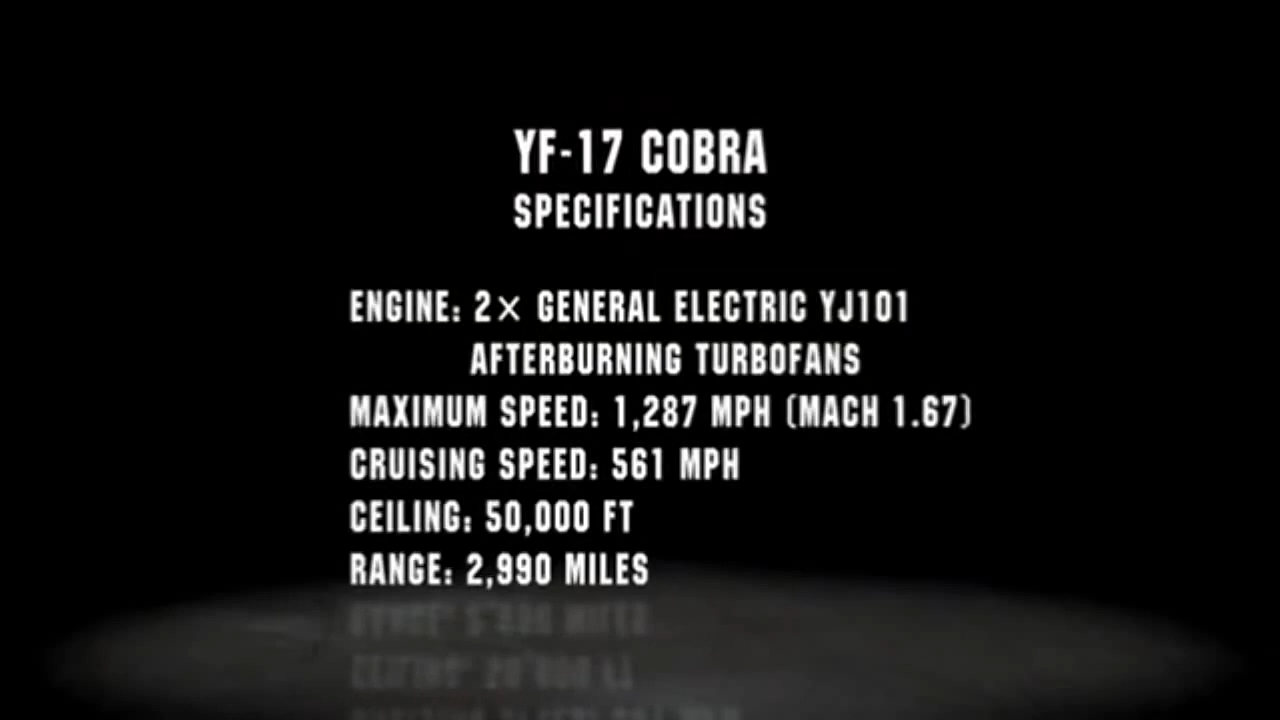 YF-17 COBRA
SPECIFICATIONS
ENGINE: 2× GENERAL ELECTRIC YJ101
AFTERBURNING TURBOFANS
MAXIMUM SPEED: 1,287 MPH (MACH 1.67)
CRUISING SPEED: 561 MPH
CEILING: 50,000 FT
RANGE: 2,990 MILES